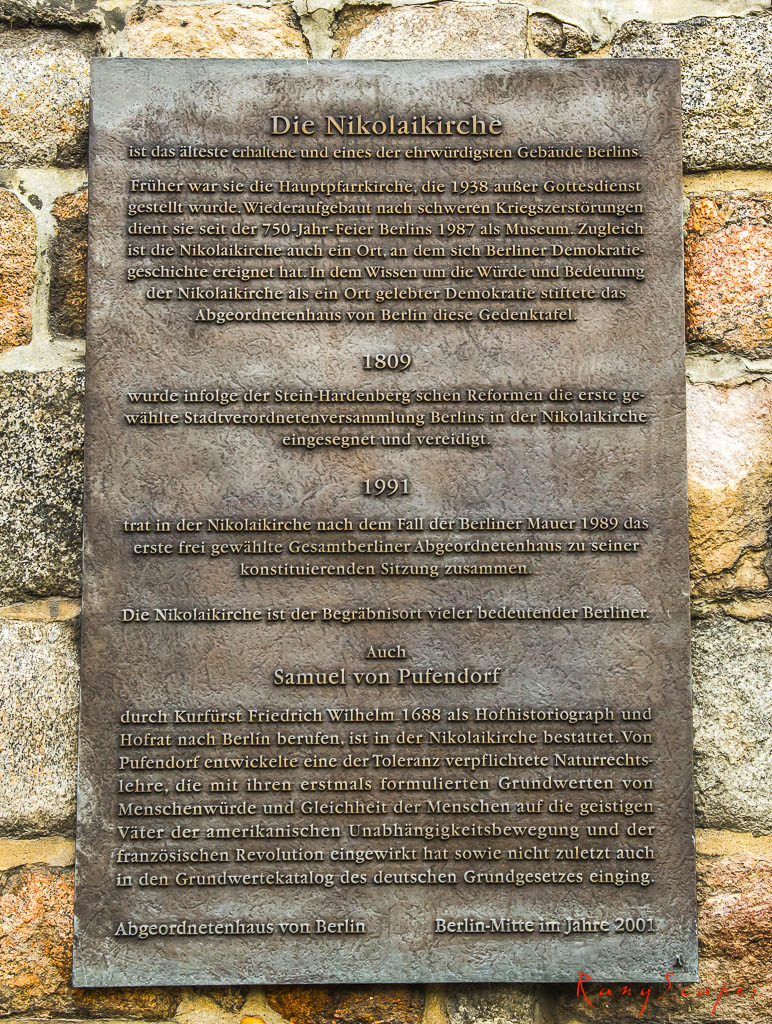 Die Nikolaikirche
ist das älteste erhaltene und eines der ehrwürdigsten Gebäude Berlins.
Früher war sie die Hauptpfarrkirche, die 1938 außer Gottesdienst
gestellt wurde. Wiederaufgebaut nach schweren Kriegszerstörungen
dient sie seit der 750-Jahr-Feier Berlins 1987 als Museum. Zugleich
ist die Nikolaikirche auch ein Ort, an dem sich Berliner Demokratie-
geschichte ereignet hat. In dem Wissen um die Würde und Bedeutung
der Nikolaikirche als ein Ort gelebter Demokratie stiftete das
Abgeordnetenhaus von Berlin diese Gedenktafel.
1809
wurde infolge der Stein-Hardenberg'schen Reformen die erste ge-
wählte Stadtverordnetenversammlung Berlins in der Nikolaikirche
eingesegnet und vereidigt.
1991
trat in der Nikolaikirche nach dem Fall der Berliner Mauer 1989 das
erste frei gewählte Gesamtberliner Abgeordnetenhaus zu seiner
konstituierenden Sitzung zusammen.
Die Nikolaikirche ist der Begräbnisort vieler bedeutender Berliner.
Auch
Samuel von Pufendorf
durch Kurfürst Friedrich Wilhelm 1688 als Hofhistoriograph und
Hofrat nach Berlin berufen, ist in der Nikolaikirche bestattet. Von
Pufendorf entwickelte eine der Toleranz verpflichtete Naturrechts-
lehre, die mit ihren erstmals formulierten Grundwerten von
Menschenwürde und Gleichheit der Menschen auf die geistigen
Väter der amerikanischen Unabhängigkeitsbewegung und der
französischen Revolution eingewirkt hat sowie nicht zuletzt auch
in den Grundwertekatalog des deutschen Grundgesetzes einging.
Abgeordnetenhaus von Berlin Berlin-Mitte im Jahre 2001
RanyScape